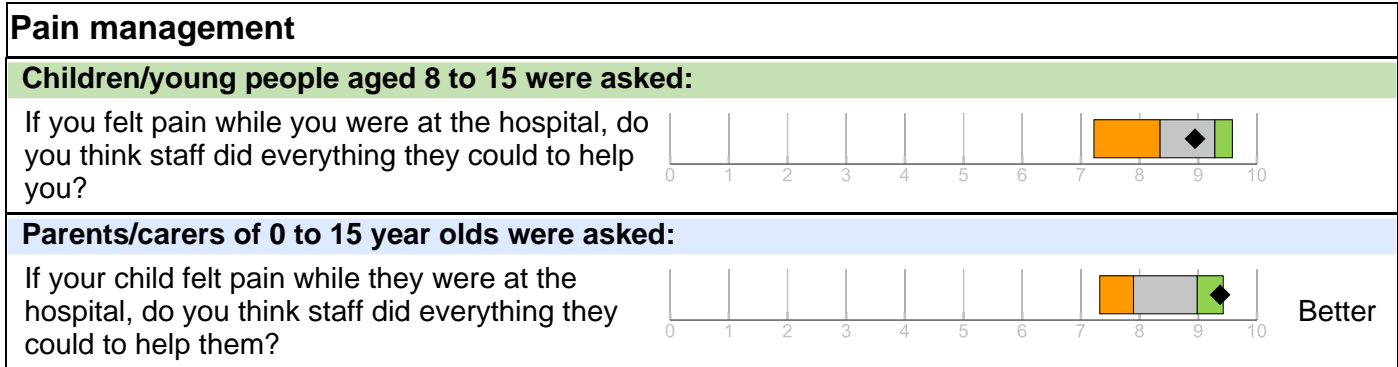 Pain management
Children/young people aged 8 to 15 were asked:
If you felt pain while you were at the hospital, do
you think staff did everything they could to help
you?
0 1 2 3 4 5 6 7 8 9 10
Parents/carers of 0 to 15 year olds were asked:
If your child felt pain while they were at the
hospital, do you think staff did everything they
could to help them?
0 1 2 3 4 5 6 7 8 9 10
Better